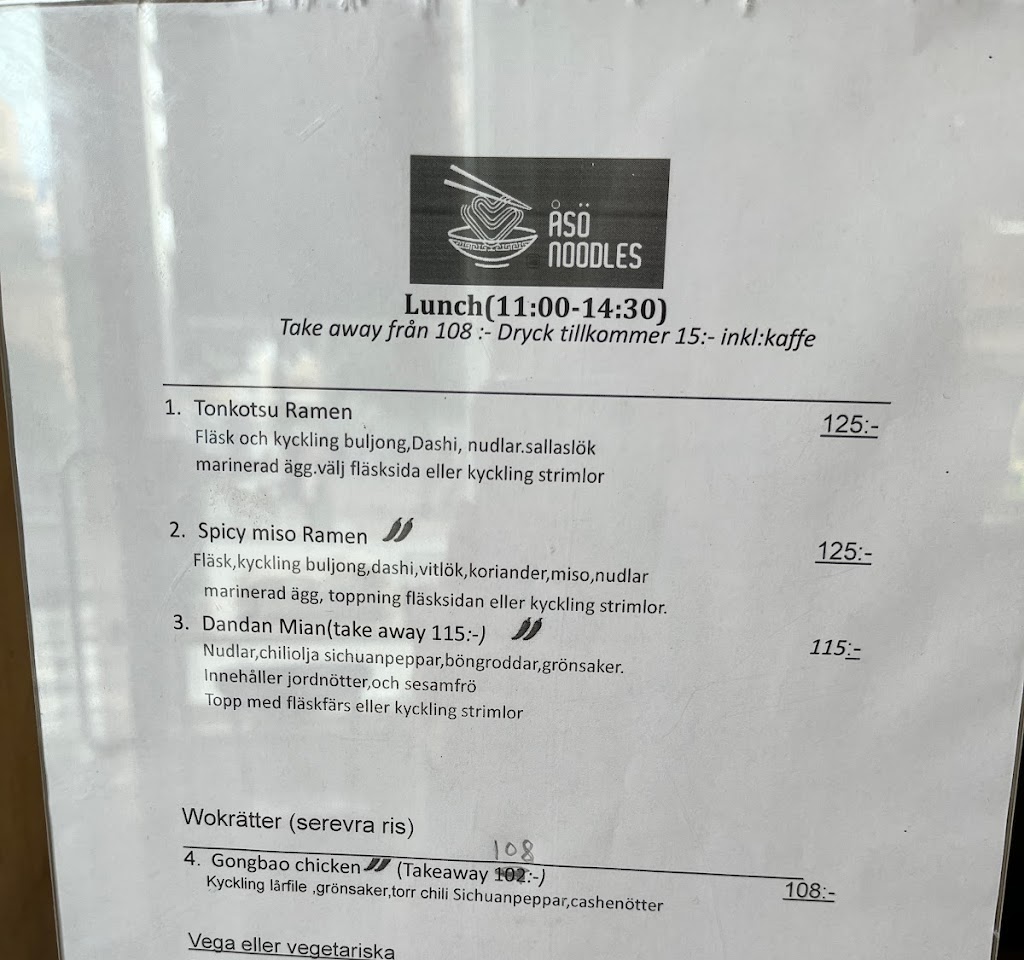 ÅSÖ
NOODLES
Lunch(11:00-14:30)
Take away från 108 :- Dryck tillkommer 15:- inkl:kaffe
1. Tonkotsu Ramen 125:-
Fläsk och kyckling buljong,Dashi, nudlar.sallaslök
marinerad ägg.välj fläsksida eller kyckling strimlor
2. Spicy miso Ramen 125:-
Fläsk,kyckling buljong,dashi,vitlök,koriander,miso,nudlar
marinerad ägg, toppning fläsksidan eller kyckling strimlor.
3. Dandan Mian(take away 115:-) 115:-
Nudlar,chiliolja sichuanpeppar,böngroddar,grönsaker.
Innehåller jordnötter,och sesamfrö
Topp med fläskfärs eller kyckling strimlor
Wokrätter (serevra ris)
108
4. Gongbao chicken (Takeaway 102:-) 108:-
Kyckling lårfile ,grönsaker,torr chili Sichuanpeppar,cashenötter
Vega eller vegetariska